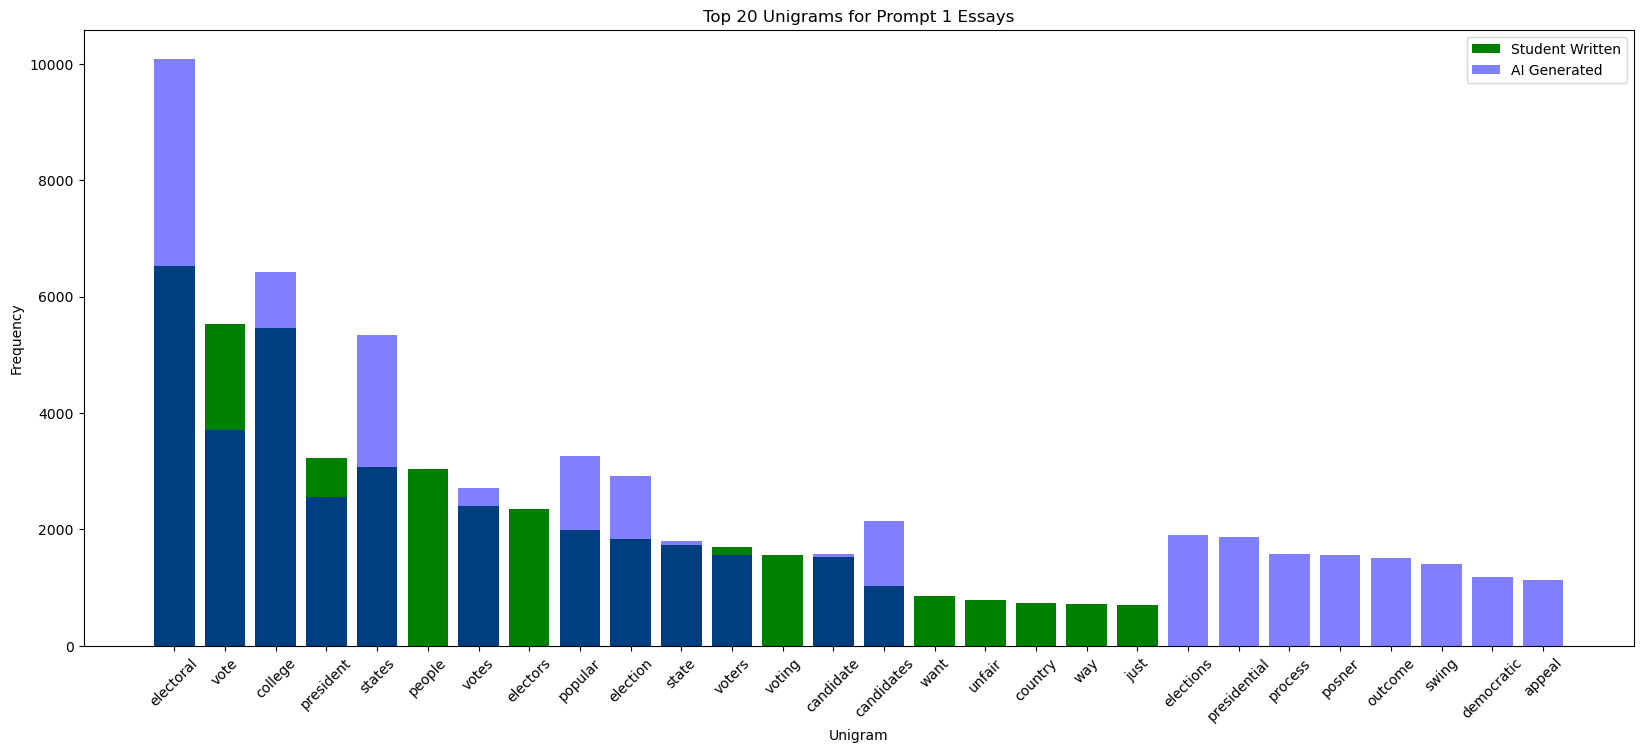 Top 20 Unigrams for Prompt 1 Essays
Student Written
AI Generated
10000
8000
6000
4000
2000
0
Frequency
electoral
vote
college
president
states
people
votes
electors
popular
election
state
voters
voting
candidate
candidates
want
unfair
country
way
just
elections
presidential
process
posner
outcome
swing
democratic
appeal
Unigram